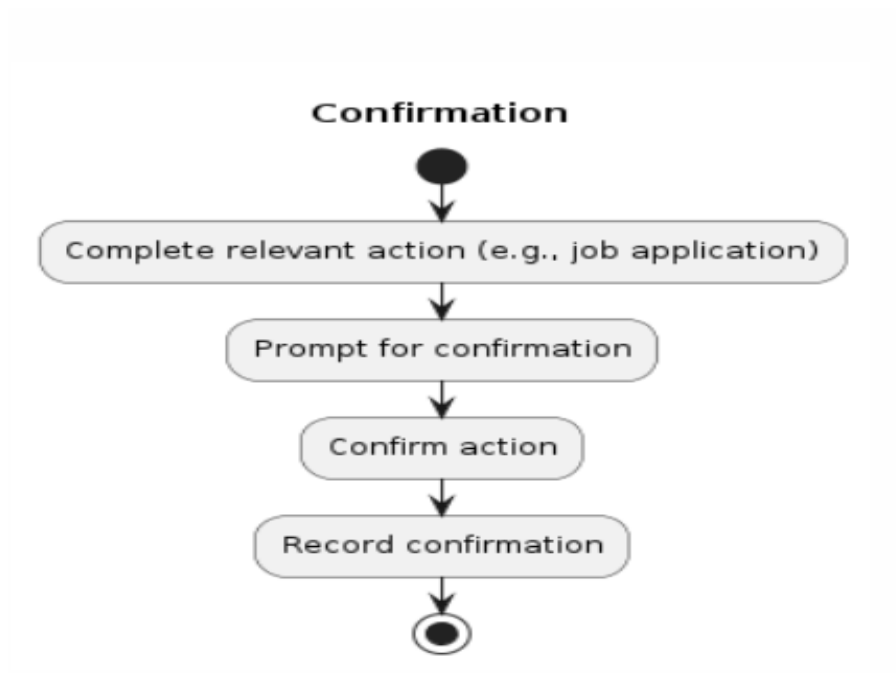 Confirmation
Complete relevant action (e.g., job application)
Prompt for confirmation
Confirm action
Record confirmation